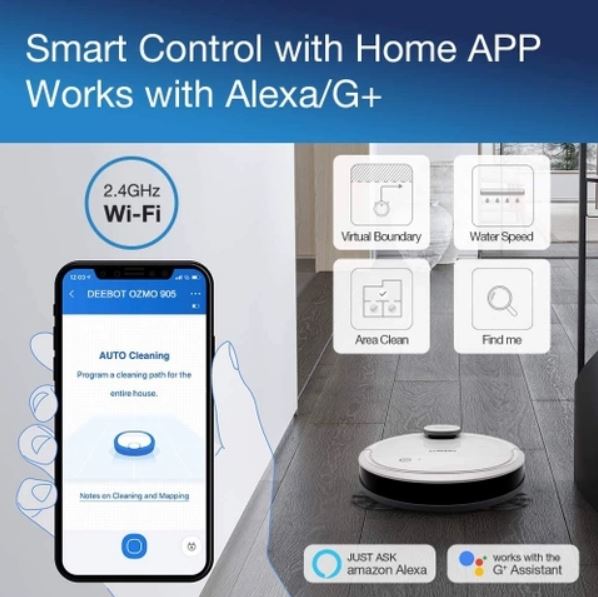 Smart Control with Home APP
Works with Alexa/G+
2.4GHz
Wi-Fi
Virtual Boundary
Water Speed
Area Clean
Find me
12:03
DEEBOT OZMO 905
AUTO Cleaning
Program a cleaning path for the
entire house.
Notes on Cleaning and Mapping
JUST ASK
amazon Alexa
works with the
G+ Assistant